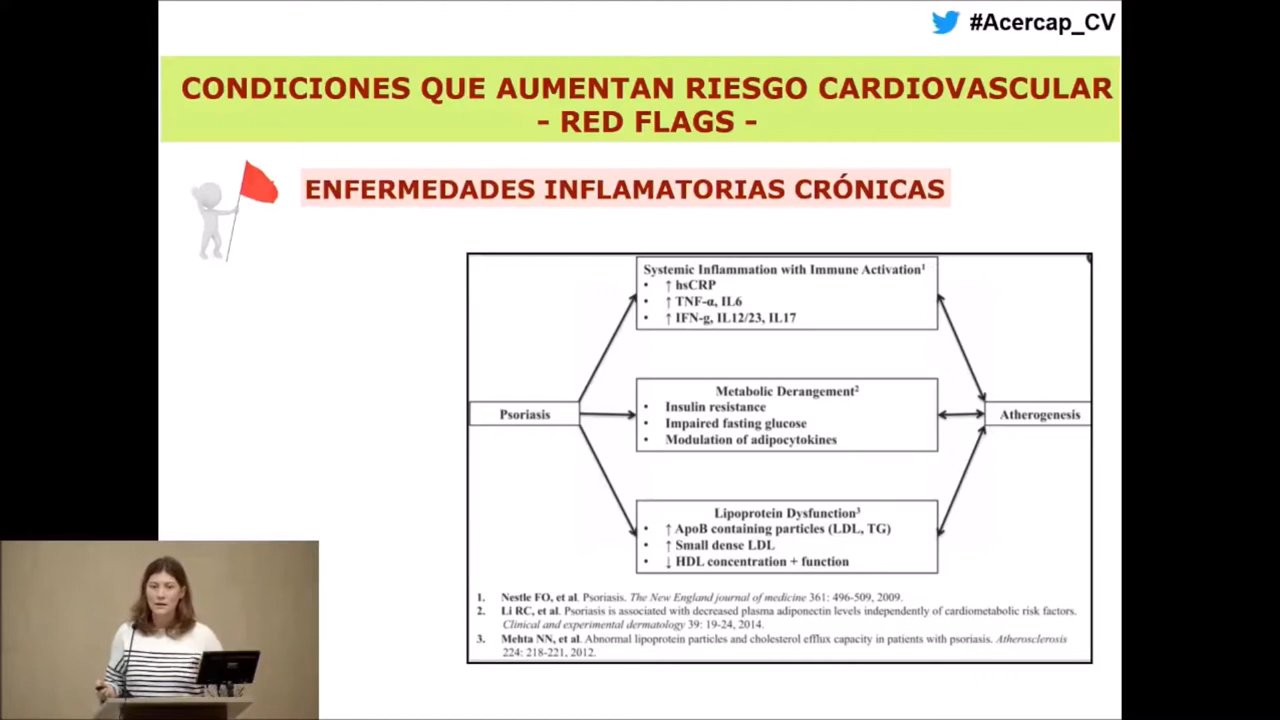 #Acercap_CV
CONDICIONES QUE AUMENTAN RIESGO CARDIOVASCULAR
- RED FLAGS -
ENFERMEDADES INFLAMATORIAS CRÓNICAS
Systemic Inflammation with Immune Activation¹
• ↑ hsCRP
• ↑ TNF-α, IL6
• ↑ IFN-g, IL12/23, IL17
Psoriasis
Metabolic Derangement²
• Insulin resistance
• Impaired fasting glucose
• Modulation of adipocytokines
Atherogenesis
Lipoprotein Dysfunction³
• ↑ ApoB containing particles (LDL, TG)
• ↑ Small dense LDL
• ↓ HDL concentration + function
1. Nestle FO, et al. Psoriasis. The New England journal of medicine 361: 496-509, 2009.
2. Li RC, et al. Psoriasis is associated with decreased plasma adiponectin levels independently of cardiometabolic risk factors.
Clinical and experimental dermatology 39: 19-24, 2014.
3. Mehta NN, et al. Abnormal lipoprotein particles and cholesterol efflux capacity in patients with psoriasis. Atherosclerosis
224: 218-221, 2012.